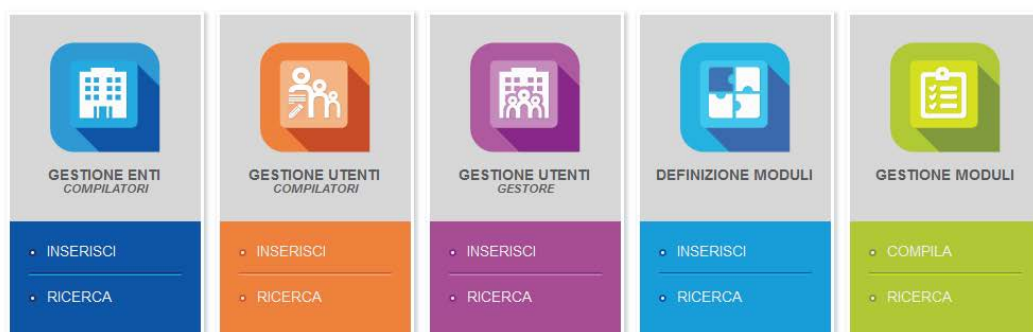 GESTIONE ENTI
COMPILATORI
INSERISCI
RICERCA
GESTIONE UTENTI
COMPILATORI
INSERISCI
RICERCA
GESTIONE UTENTI
GESTORE
INSERISCI
RICERCA
DEFINIZIONE MODULI
INSERISCI
RICERCA
GESTIONE MODULI
COMPILA
RICERCA